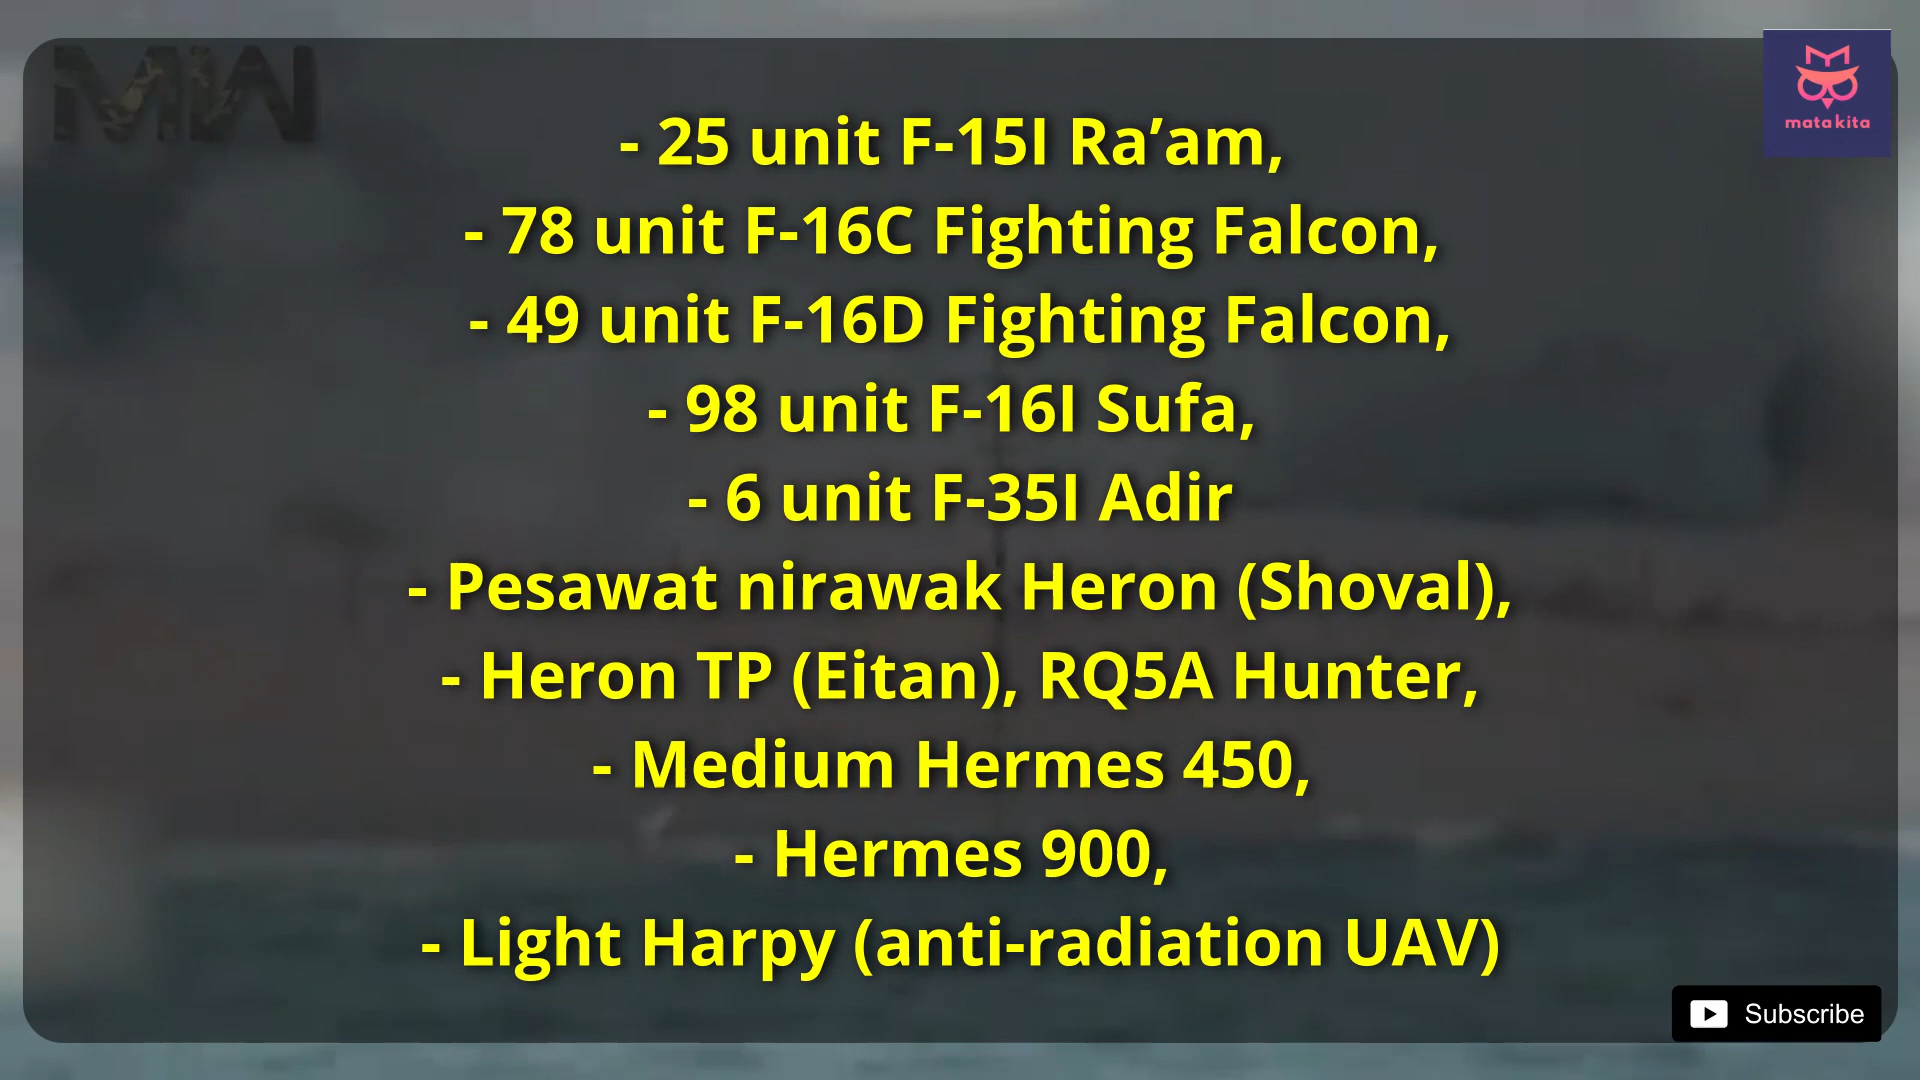 MW
matakita
- 25 unit F-15I Ra’am,
- 78 unit F-16C Fighting Falcon,
- 49 unit F-16D Fighting Falcon,
- 98 unit F-16I Sufa,
- 6 unit F-35I Adir
- Pesawat nirawak Heron (Shoval),
- Heron TP (Eitan), RQ5A Hunter,
- Medium Hermes 450,
- Hermes 900,
- Light Harpy (anti-radiation UAV)
Subscribe